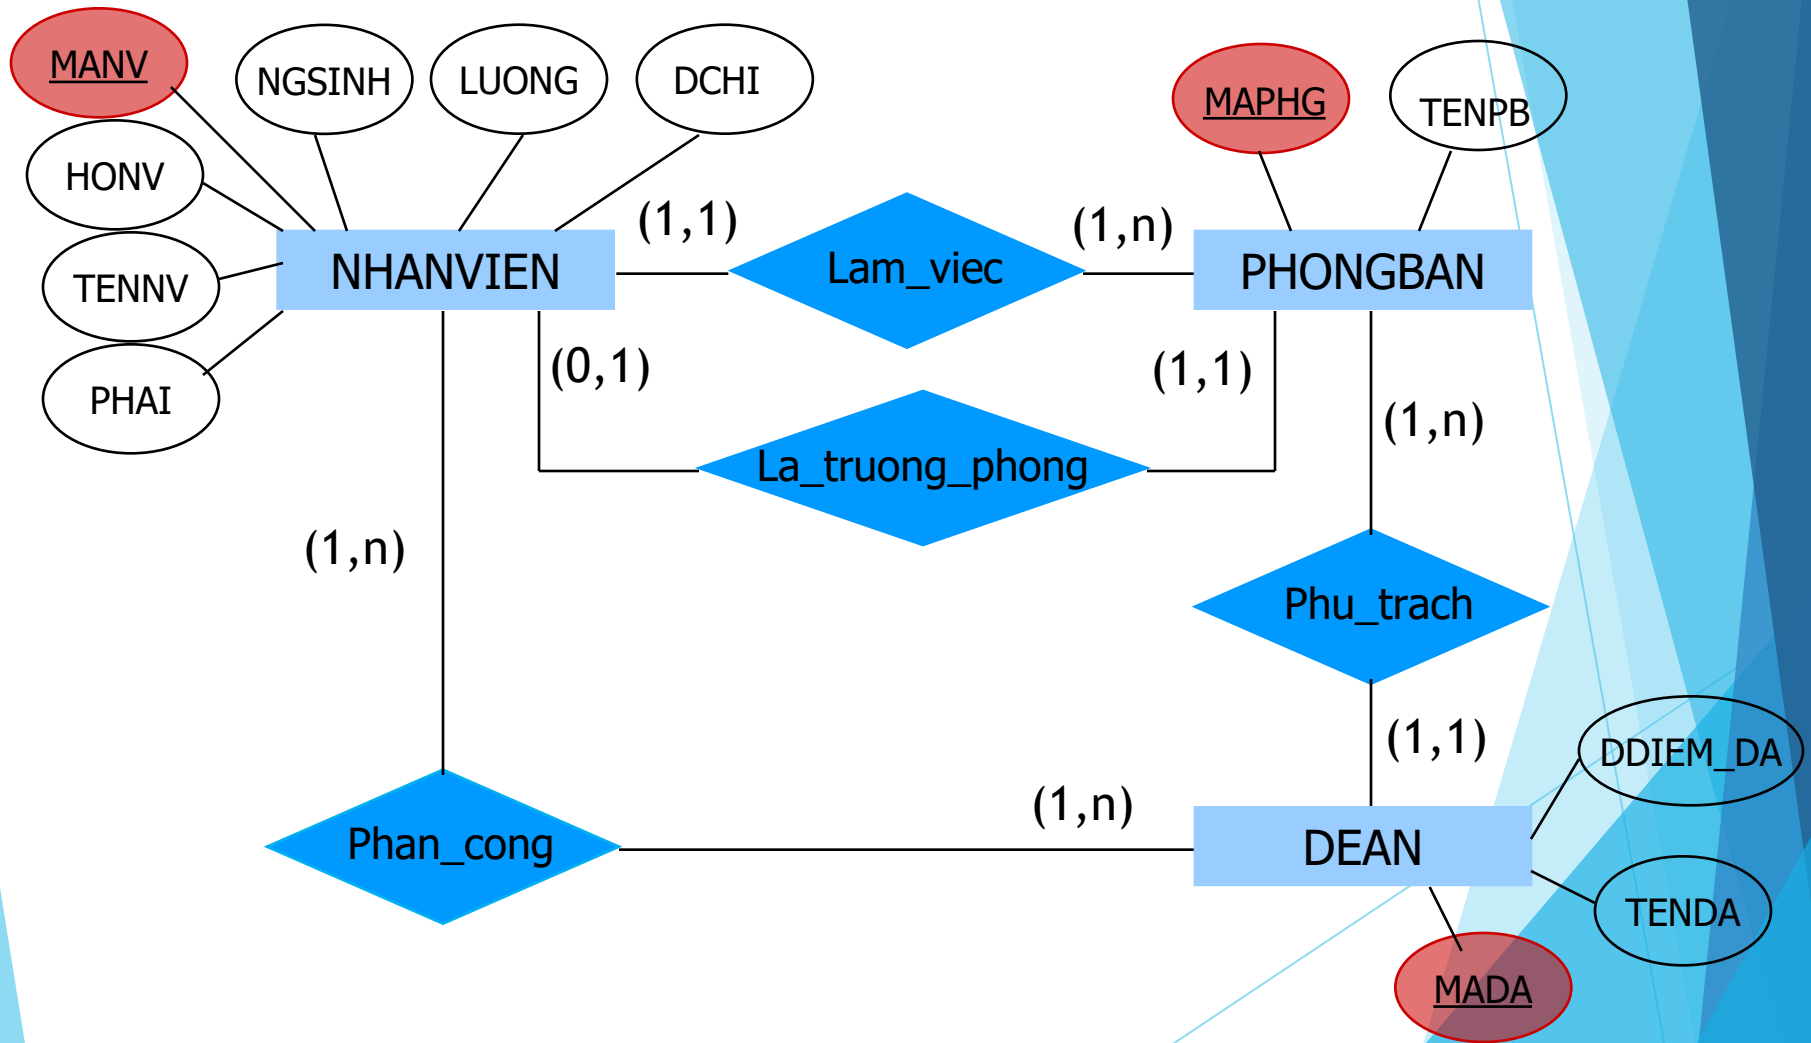 MANV
NGSINH
LUONG
DCHI
MAPHG
TENPB
HONV
(1,1)
(1,n)
NHANVIEN
Lam_viec
PHONGBAN
TENNV
(0,1)
(1,1)
PHAI
(1,n)
La_truong_phong
(1,n)
Phu_trach
(1,1)
DDIEM_DA
(1,n)
Phan_cong
DEAN
TENDA
MADA